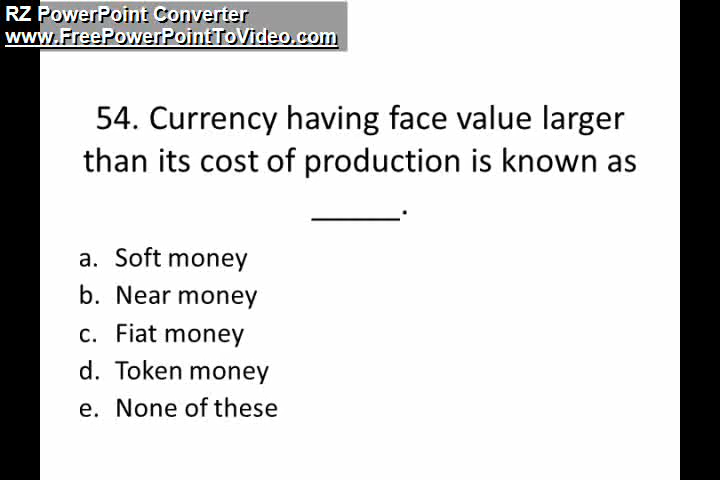 RZ PowerPoint Converter
www.FreePowerPointToVideo.com
54. Currency having face value larger
than its cost of production is known as
______.
a. Soft money
b. Near money
c. Fiat money
d. Token money
e. None of these